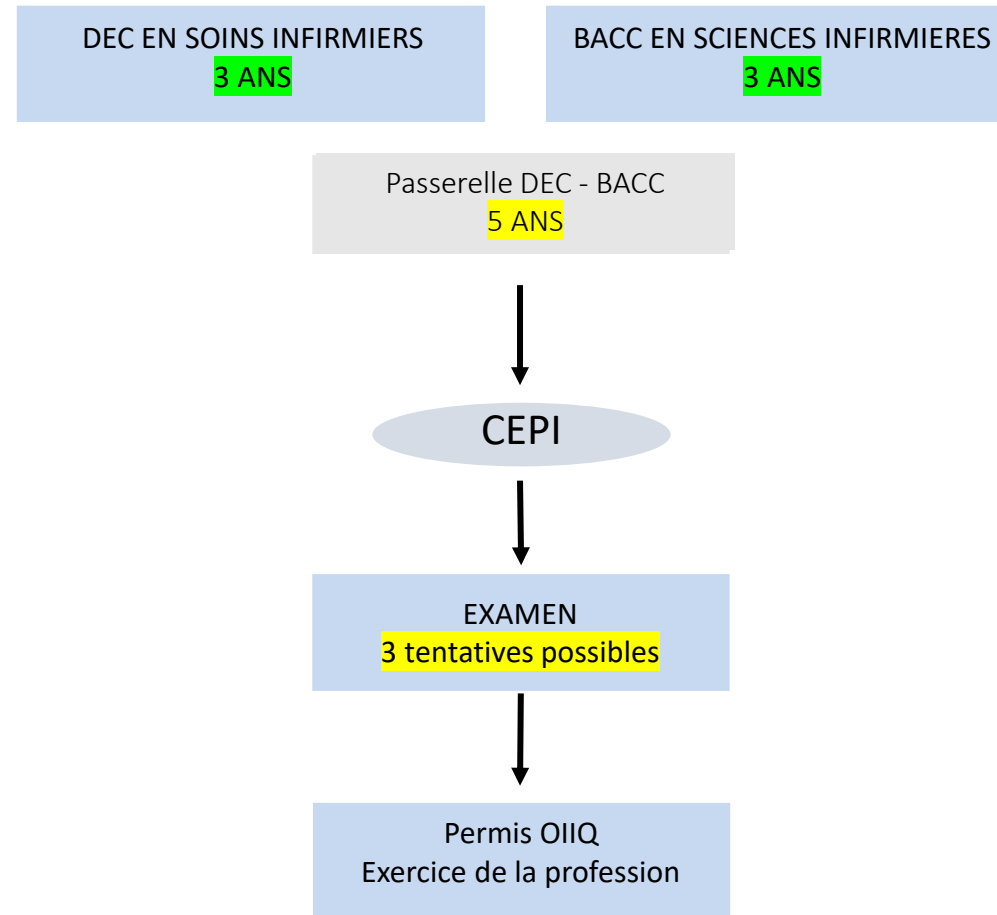 DEC EN SOINS INFIRMIERS
3 ANS
BACC EN SCIENCES INFIRMIERES
3 ANS
Passerelle DEC - BACC
5 ANS
CEPI
EXAMEN
3 tentatives possibles
Permis OIIQ
Exercice de la profession